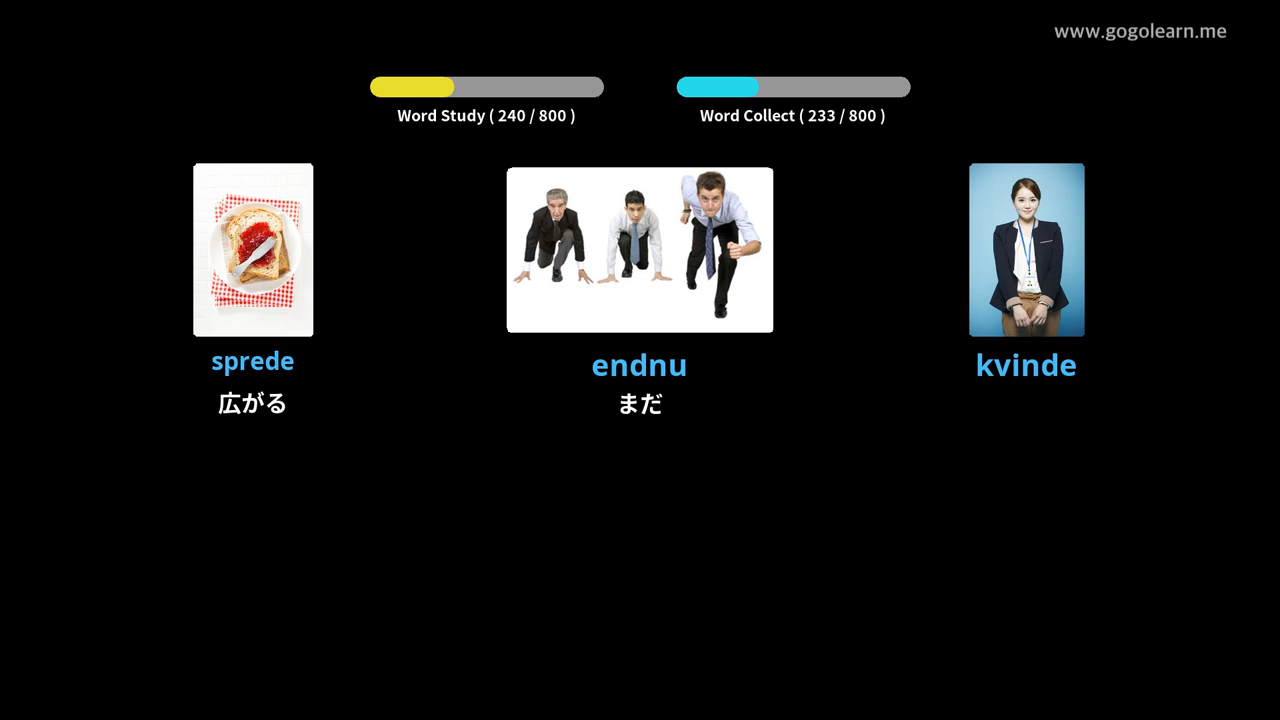 www.gogolearn.me
Word Study ( 240 / 800 )
Word Collect ( 233 / 800 )
sprede
広がる
endnu
まだ
kvinde